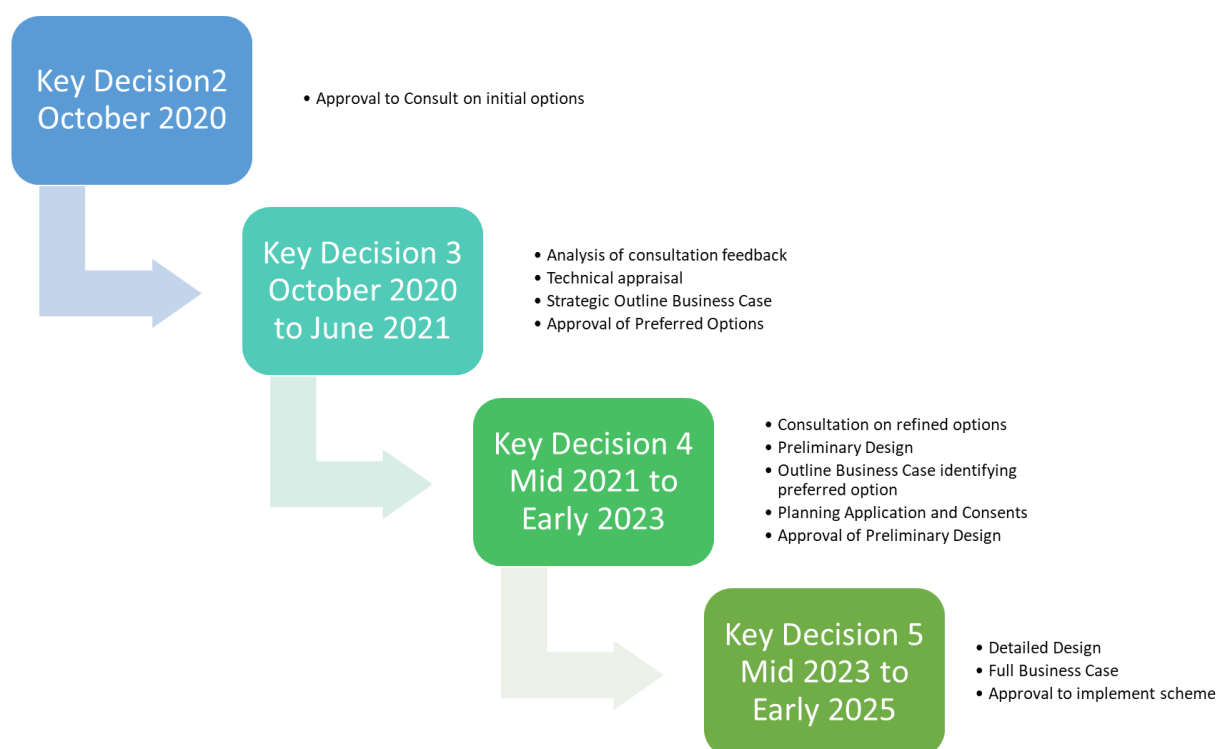 Key Decision2
October 2020
• Approval to Consult on initial options
Key Decision 3
October 2020
to June 2021
• Analysis of consultation feedback
• Technical appraisal
• Strategic Outline Business Case
• Approval of Preferred Options
Key Decision 4
Mid 2021 to
Early 2023
• Consultation on refined options
• Preliminary Design
• Outline Business Case identifying
preferred option
• Planning Application and Consents
• Approval of Preliminary Design
Key Decision 5
Mid 2023 to
Early 2025
• Detailed Design
• Full Business Case
• Approval to implement scheme